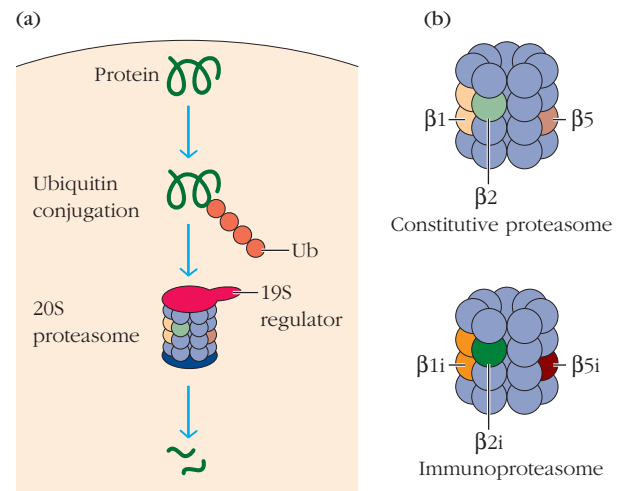 (a)
Protein
Ubiquitin
conjugation
Ub
19S
regulator
20S
proteasome
(b)
β1
β5
β2
Constitutive proteasome
β1i
β5i
β2i
Immunoproteasome